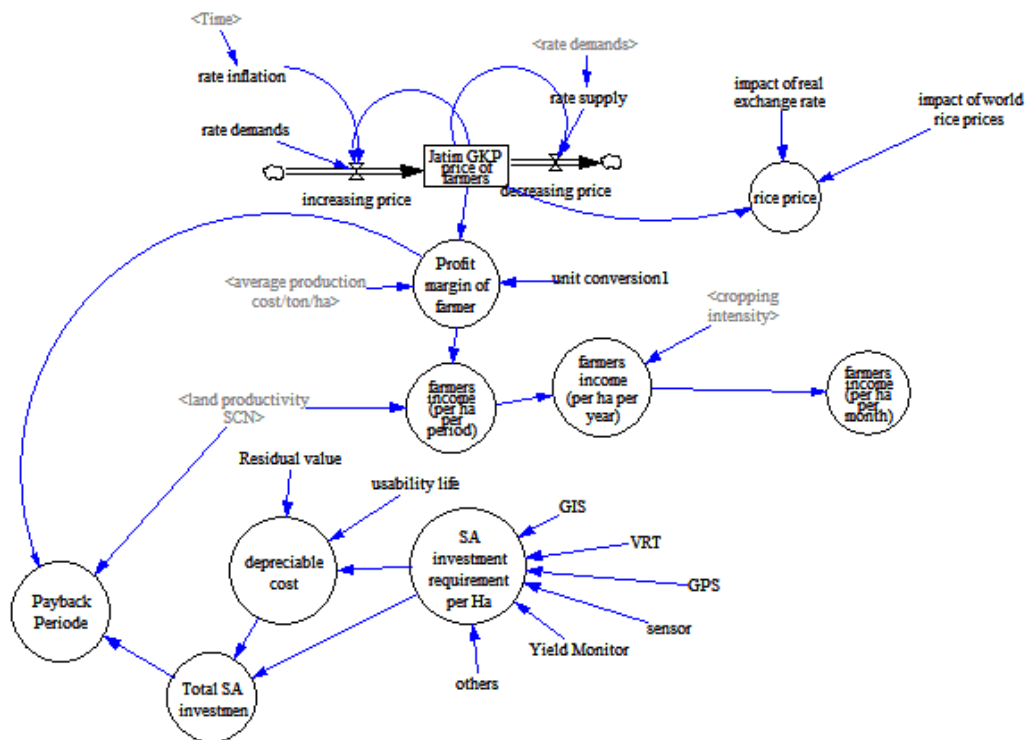 <Time>
<rate demands>
rate inflation
impact of real
exchange rate
rate supply
impact of world
rice prices
rate demands
Jatim GKP
price of
farmers
increasing price
decreasing price
rice price
Profit
margin of
farmer
<average production
cost/ton/ha>
unit conversion1
<cropping
intensity>
farmers
income
(per ha
per
period)
farmers
income
(per ha per
year)
farmers
income
(per ha
per
month)
<land productivity
SCN>
Residual value
usability life
GIS
SA
investment
requirement
per Ha
VRT
depreciable
cost
GPS
Payback
Periode
sensor
Yield Monitor
others
Total SA
investmen